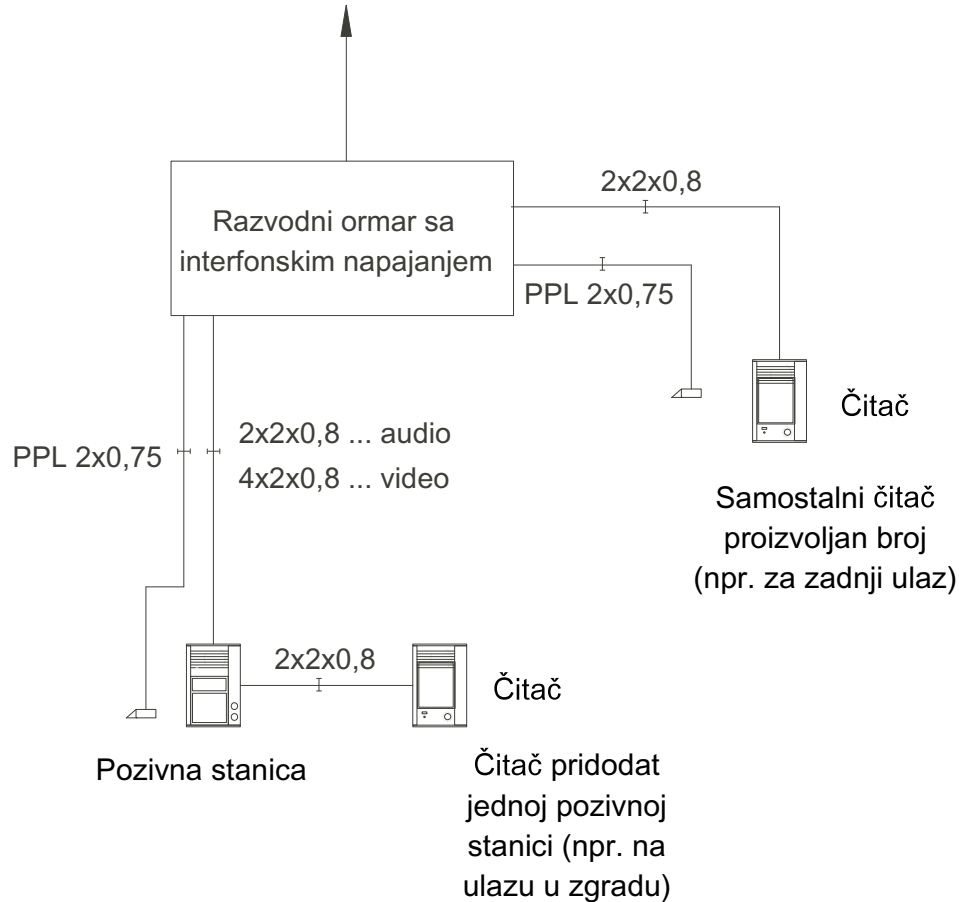 2x2x0,8
Razvodni ormar sa
interfonskim napajanjem
PPL 2x0,75
Čitač
PPL 2x0,75
2x2x0,8 ... audio
4x2x0,8 ... video
Samostalni čitač
proizvoljan broj
(npr. za zadnji ulaz)
2x2x0,8
Čitač
Pozivna stanica
Čitač pridodat
jednoj pozivnoj
stanici (npr. na
ulazu u zgradu)